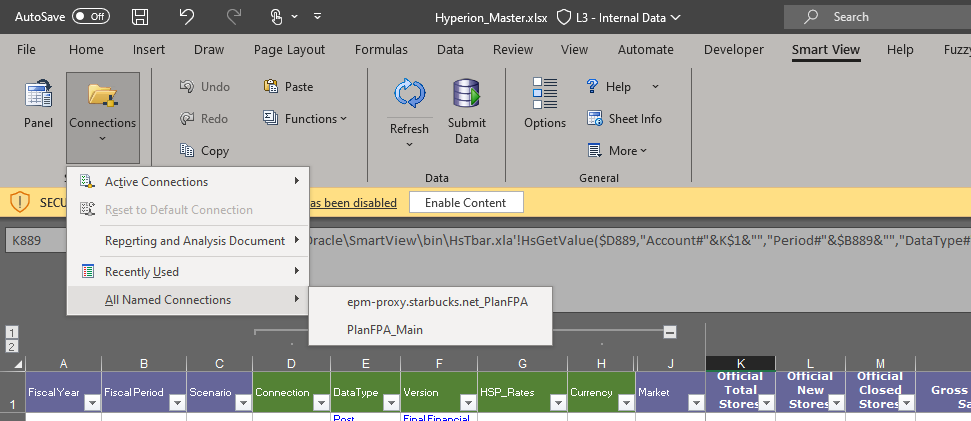 AutoSave Off Hyperion_Master.xlsx L3 - Internal Data Search
File Home Insert Draw Page Layout Formulas Data Review View Automate Developer Smart View Help Fuzzy
Panel
Connections
Undo
Redo
Copy
Paste
Functions
Refresh
Submit
Data
Data
Options
Help
Sheet Info
More
General
SECU
as been disabled
Enable Content
Active Connections
Reset to Default Connection
Reporting and Analysis Document
Recently Used
All Named Connections
epm-proxy.starbucks.net_PlanFPA
PlanFPA_Main
K889
Oracle\SmartView\bin\HsTbar.xla'!HsGetValue($D889,"Account#"&K$1&"","Period#"&$B889&"","DataType#
1
2
A B C D E F G H J K L M
1 Fiscal Year Fiscal Period Scenario Connection DataType Version HSP_Rates Currency Market
Official
Total
Stores
Official
New
Stores
Official
Closed
Stores
Gross
Sa
Post
Final Financial